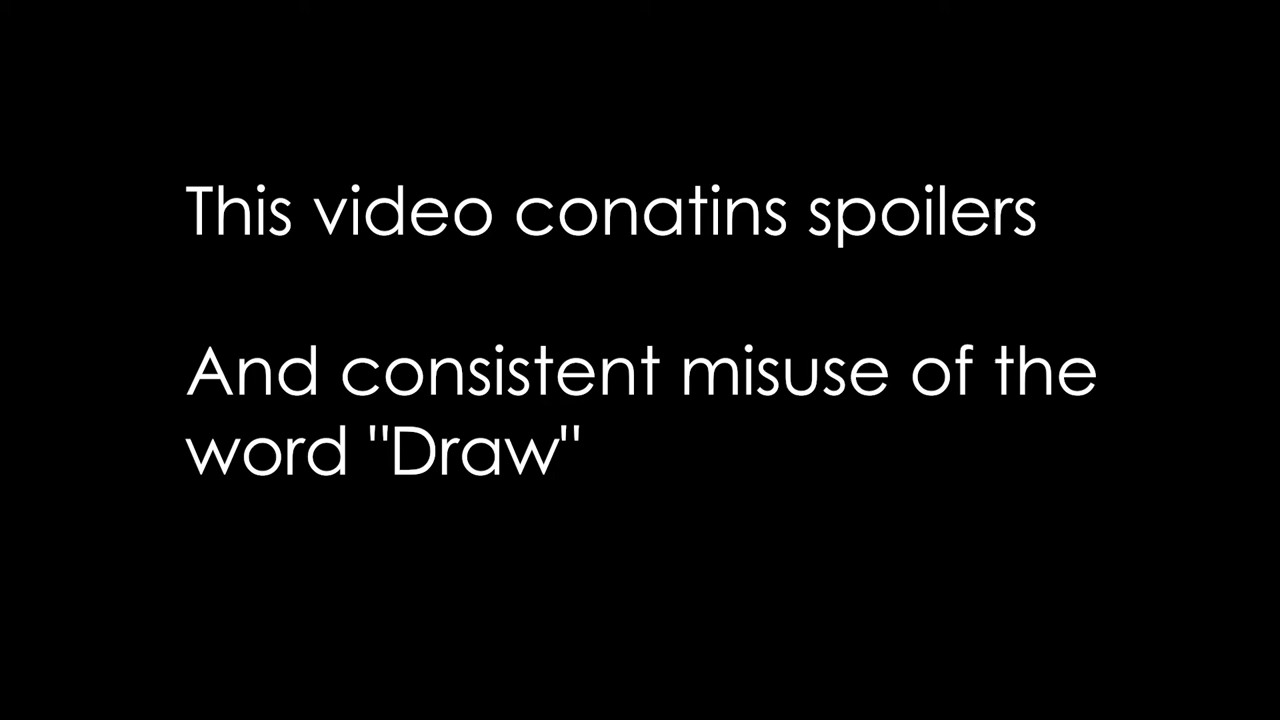 This video conatins spoilers
And consistent misuse of the
word "Draw"